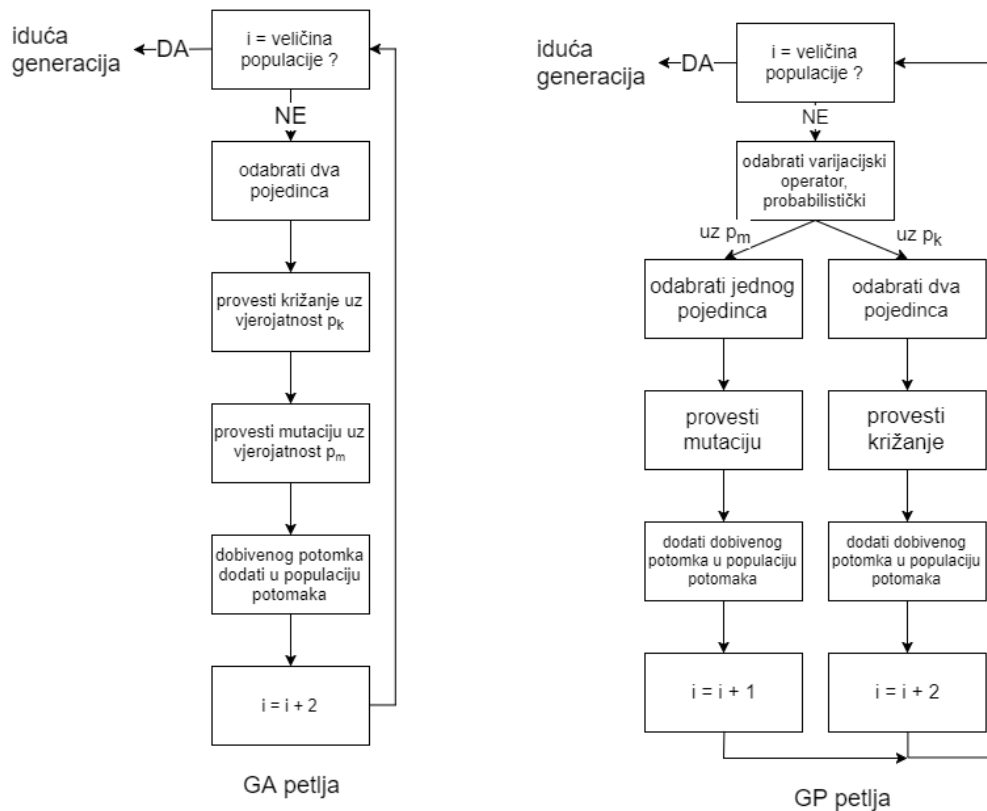 i = veličina
populacije ?
DA
iduća
generacija
NE
odabrati dva
pojedinca
provesti križanje uz
vjerojatnost pk
provesti mutaciju uz
vjerojatnost pm
dobivenog potomka
dodati u populaciju
potomaka
i = i + 2
GA petlja
i = veličina
populacije ?
DA
iduća
generacija
NE
odabrati varijacijski
operator,
probabilistički
uz pm
uz pk
odabrati jednog
pojedinca
provesti
mutaciju
dodati dobivenog
potomka u populaciju
potomaka
i = i + 1
odabrati dva
pojedinca
provesti
križanje
dodati dobivenog
potomka u populaciju
potomaka
i = i + 2
GP petlja